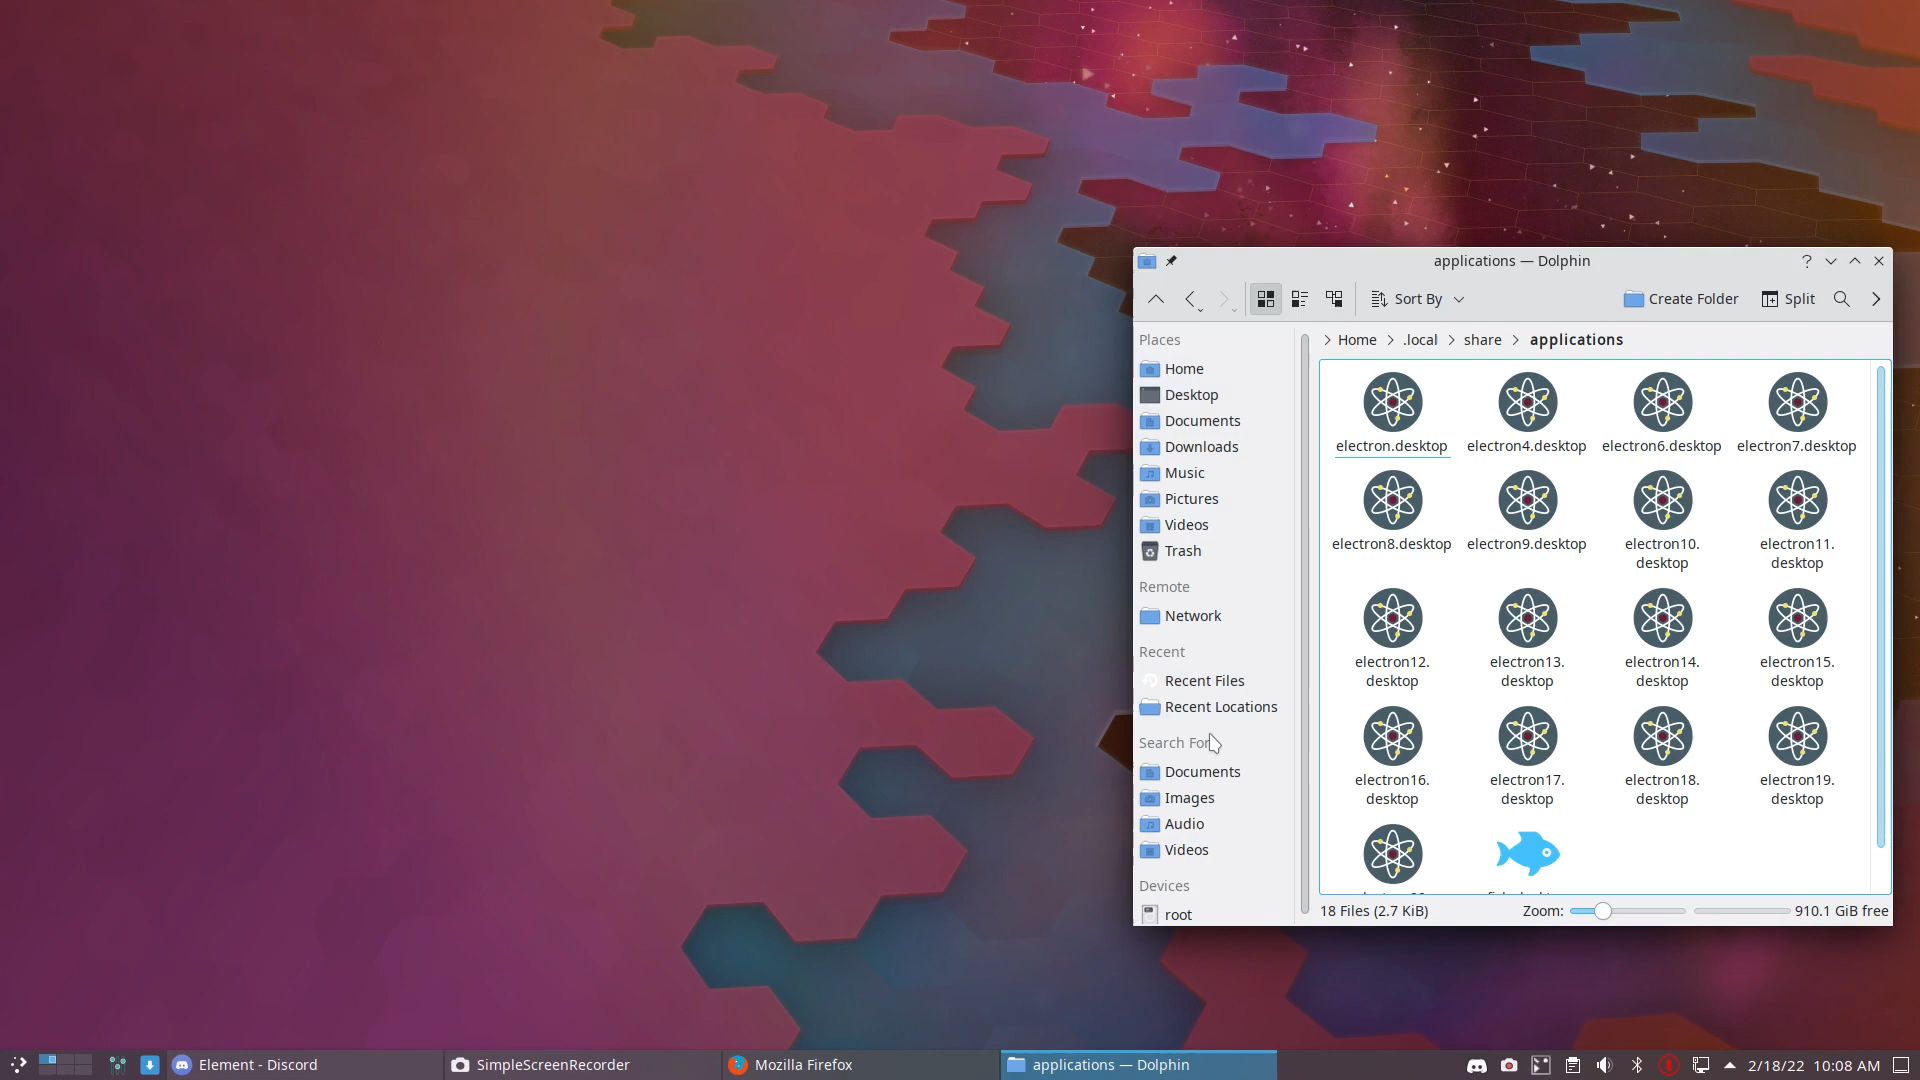 applications — Dolphin
Sort By
Create Folder
Split
Places
Home
Desktop
Documents
Downloads
Music
Pictures
Videos
Trash
Remote
Network
Recent
Recent Files
Recent Locations
Search For
Documents
Images
Audio
Videos
Devices
root
> Home > .local > share > applications
electron.desktop
electron4.desktop
electron6.desktop
electron7.desktop
electron8.desktop
electron9.desktop
electron10.
desktop
electron11.
desktop
electron12.
desktop
electron13.
desktop
electron14.
desktop
electron15.
desktop
electron16.
desktop
electron17.
desktop
electron18.
desktop
electron19.
desktop
18 Files (2.7 KiB)
Zoom:
910.1 GiB free
Element - Discord
SimpleScreenRecorder
Mozilla Firefox
applications — Dolphin
2/18/22 10:08 AM